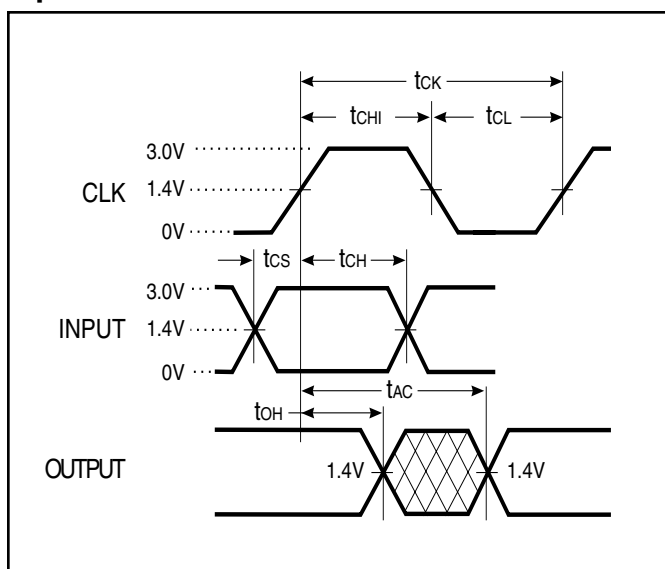 tCK
tCHI tCL
3.0V
CLK 1.4V
0V
tCS tCH
3.0V
INPUT 1.4V
0V
tAC
tOH
OUTPUT 1.4V 1.4V